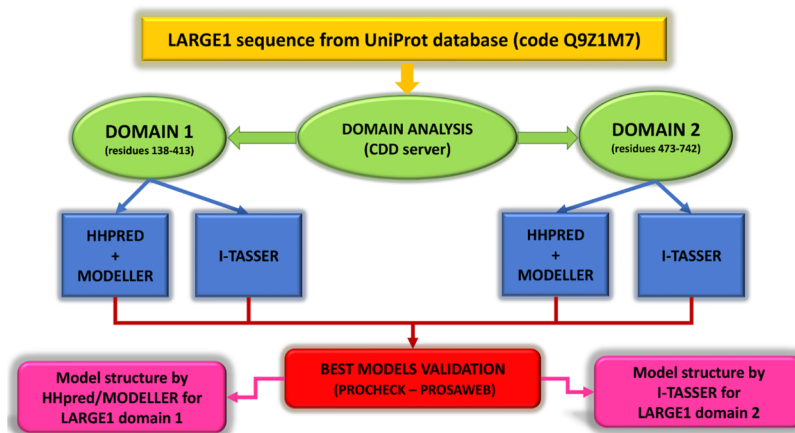 LARGE1 sequence from UniProt database (code Q9Z1M7)
DOMAIN 1
(residues 138-413)
DOMAIN ANALYSIS
(CDD server)
DOMAIN 2
(residues 473-742)
HHPRED
+
MODELLER
I-TASSER
HHPRED
+
MODELLER
I-TASSER
BEST MODELS VALIDATION
(PROCHECK – PROSAWEB)
Model structure by
HHpred/MODELLER for
LARGE1 domain 1
Model structure by
I-TASSER for
LARGE1 domain 2